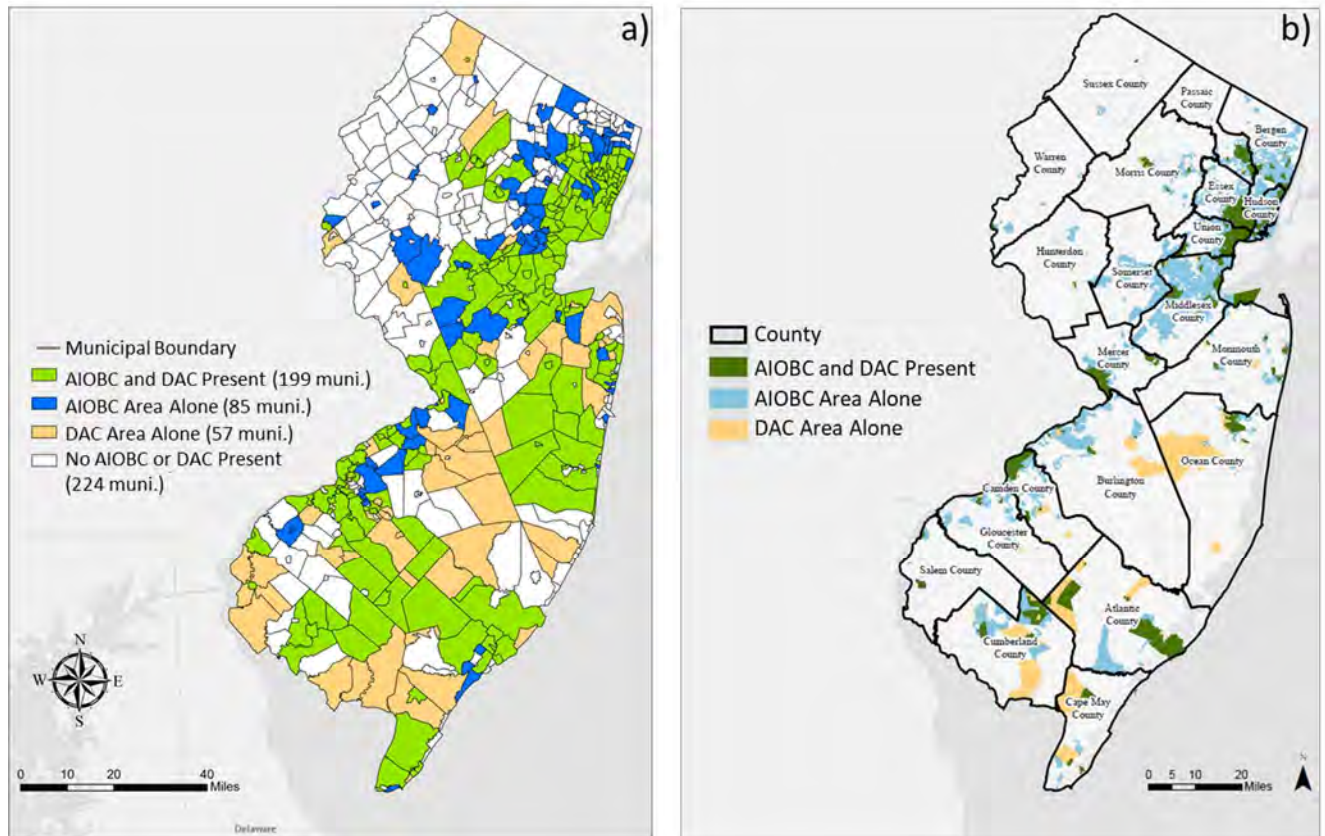 a)
Municipal Boundary
AIOBC and DAC Present (199 muni.)
AIOBC Area Alone (85 muni.)
DAC Area Alone (57 muni.)
No AIOBC or DAC Present
(224 muni.)
N
W E
S
0 10 20 40
Miles
Delaware
b)
Sussex County
Passaic
County
Bergen
County
Warren
County
Morris County
Essex
County
Hudson
County
Union
County
Hunterdon
County
Somerset
County
Middlesex
County
Mercer
County
Monmouth
County
County
AIOBC and DAC Present
AIOBC Area Alone
DAC Area Alone
Ocean County
Burlington
County
Camden County
Gloucester
County
Salem County
Atlantic
County
Cumberland
County
Cape May
County
N
0 5 10 20
Miles